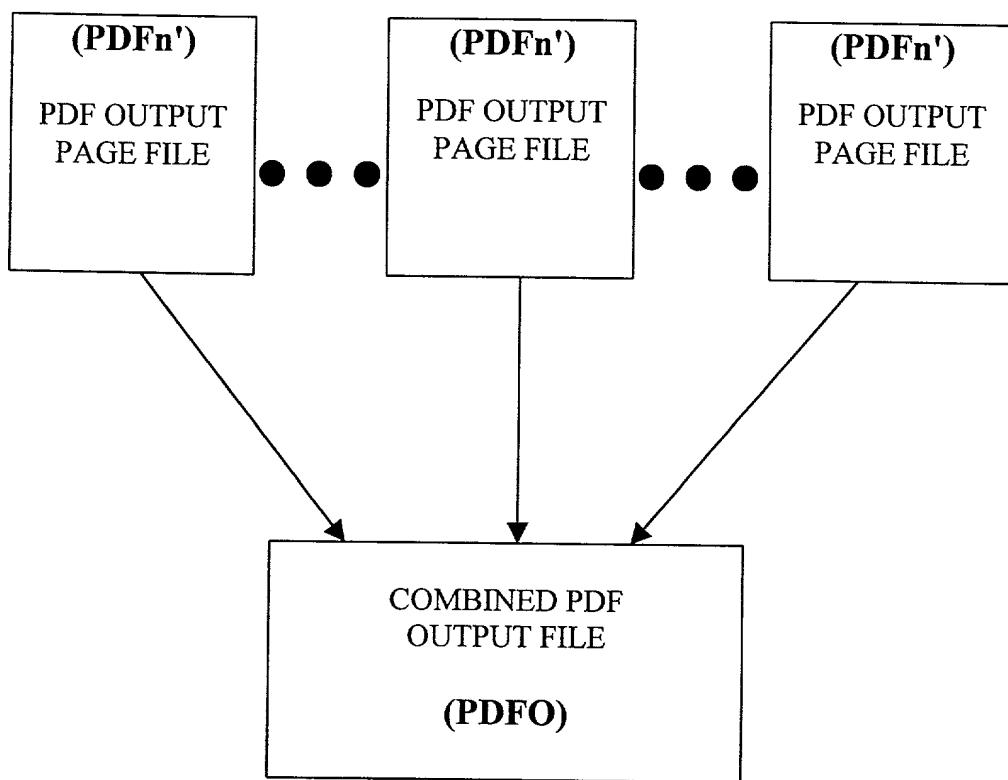 (PDFn')
PDF OUTPUT
PAGE FILE
(PDFn')
PDF OUTPUT
PAGE FILE
(PDFn')
PDF OUTPUT
PAGE FILE
COMBINED PDF
OUTPUT FILE
(PDFO)